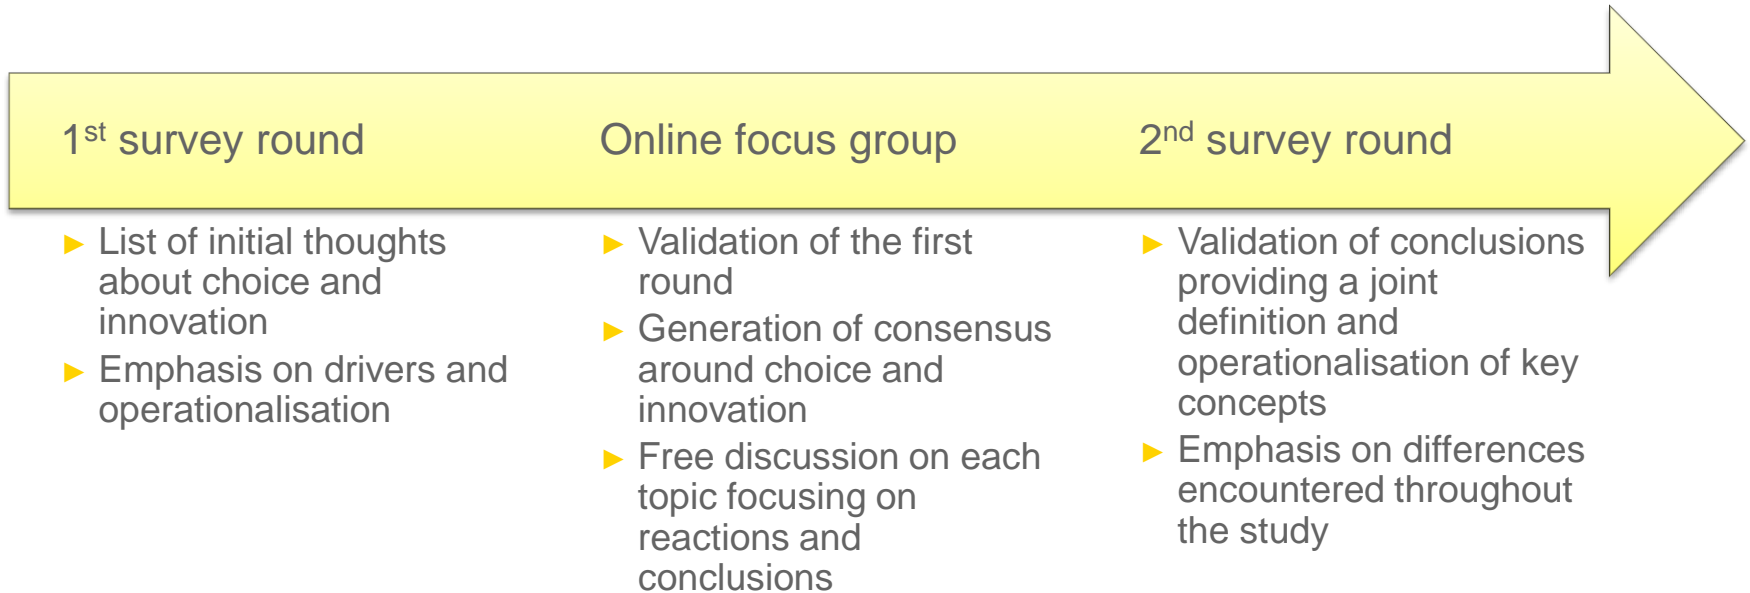 1st survey round
Online focus group
2nd survey round
► List of initial thoughts
about choice and
innovation
► Emphasis on drivers and
operationalisation
► Validation of the first
round
► Generation of consensus
around choice and
innovation
► Free discussion on each
topic focusing on
reactions and
conclusions
► Validation of conclusions
providing a joint
definition and
operationalisation of key
concepts
► Emphasis on differences
encountered throughout
the study